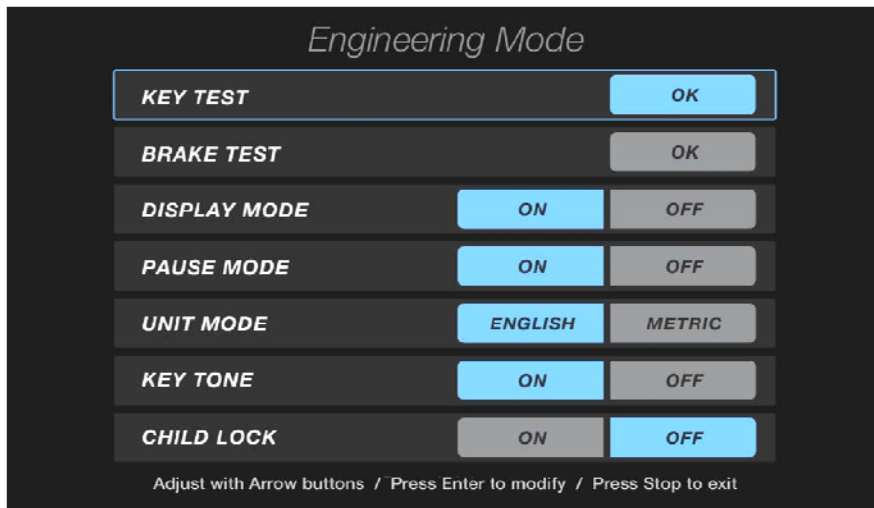 Engineering Mode
KEY TEST OK
BRAKE TEST OK
DISPLAY MODE ON OFF
PAUSE MODE ON OFF
UNIT MODE ENGLISH METRIC
KEY TONE ON OFF
CHILD LOCK ON OFF
Adjust with Arrow buttons / Press Enter to modify / Press Stop to exit